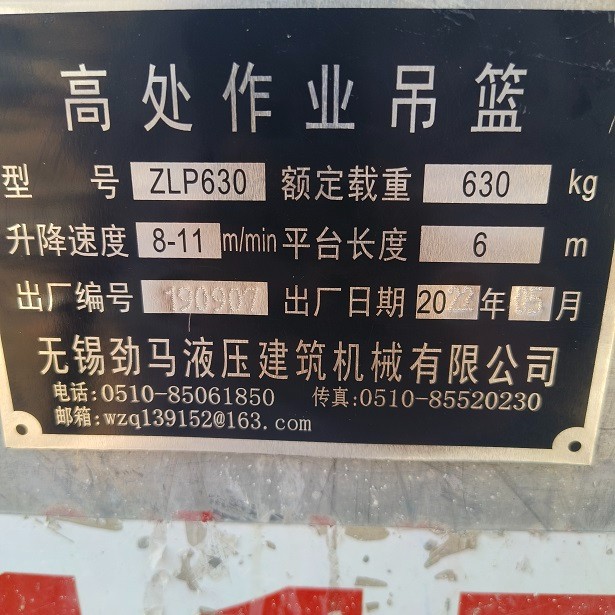 高处作业吊篮
型 号 ZLP630 额定载重 630 kg
升降速度 8-11 m/min 平台长度 6 m
出厂编号 190907 出厂日期 20 年 月
无锡劲马液压建筑机械有限公司
电话:0510-85061850 传真:0510-85520230
邮箱:wzq139152@163.com